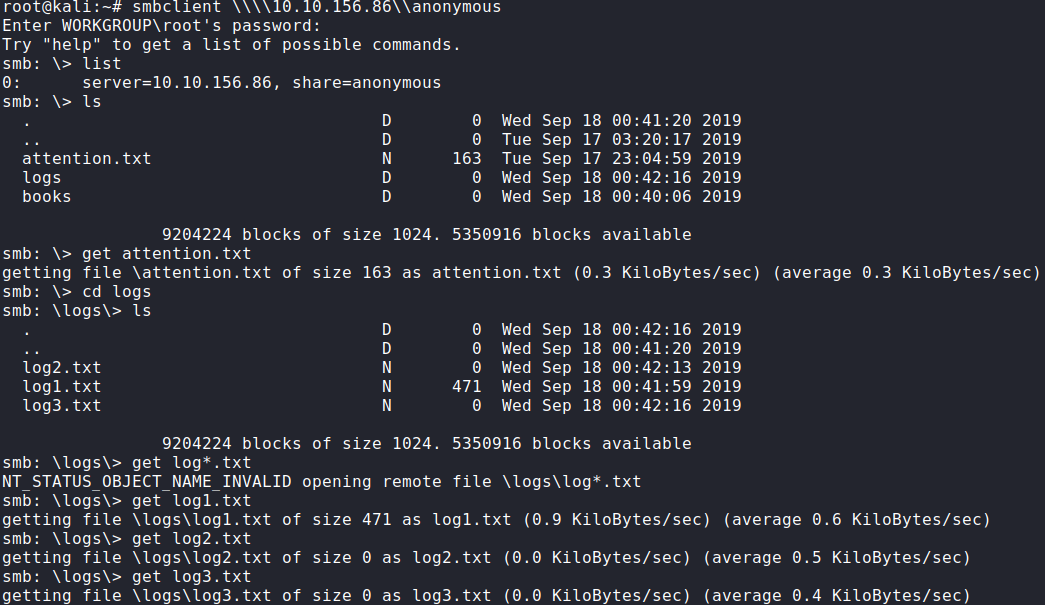 root@kali:~# smbclient \\\\10.10.156.86\\anonymous
Enter WORKGROUP\root's password:
Try "help" to get a list of possible commands.
smb: \> list
0:      server=10.10.156.86, share=anonymous
smb: \> ls
  .                                   D        0  Wed Sep 18 00:41:20 2019
  ..                                  D        0  Tue Sep 17 03:20:17 2019
  attention.txt                       N      163  Tue Sep 17 23:04:59 2019
  logs                                D        0  Wed Sep 18 00:42:16 2019
  books                               D        0  Wed Sep 18 00:40:06 2019
                9204224 blocks of size 1024. 5350916 blocks available
smb: \> get attention.txt
getting file \attention.txt of size 163 as attention.txt (0.3 KiloBytes/sec) (average 0.3 KiloBytes/sec)
smb: \> cd logs
smb: \logs\> ls
  .                                   D        0  Wed Sep 18 00:42:16 2019
  ..                                  D        0  Wed Sep 18 00:41:20 2019
  log2.txt                            N        0  Wed Sep 18 00:42:13 2019
  log1.txt                            N      471  Wed Sep 18 00:41:59 2019
  log3.txt                            N        0  Wed Sep 18 00:42:16 2019
                9204224 blocks of size 1024. 5350916 blocks available
smb: \logs\> get log*.txt
NT_STATUS_OBJECT_NAME_INVALID opening remote file \logs\log*.txt
smb: \logs\> get log1.txt
getting file \logs\log1.txt of size 471 as log1.txt (0.9 KiloBytes/sec) (average 0.6 KiloBytes/sec)
smb: \logs\> get log2.txt
getting file \logs\log2.txt of size 0 as log2.txt (0.0 KiloBytes/sec) (average 0.5 KiloBytes/sec)
smb: \logs\> get log3.txt
getting file \logs\log3.txt of size 0 as log3.txt (0.0 KiloBytes/sec) (average 0.4 KiloBytes/sec)